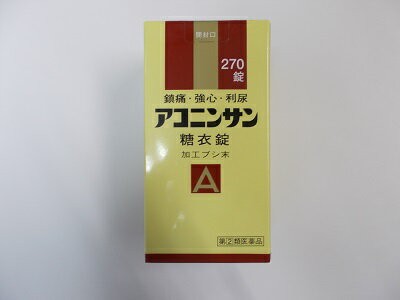 開封口
270
錠
鎮痛・強心・利尿
アコニンサン
糖衣錠
加工ブシ末
A
指②類医薬品